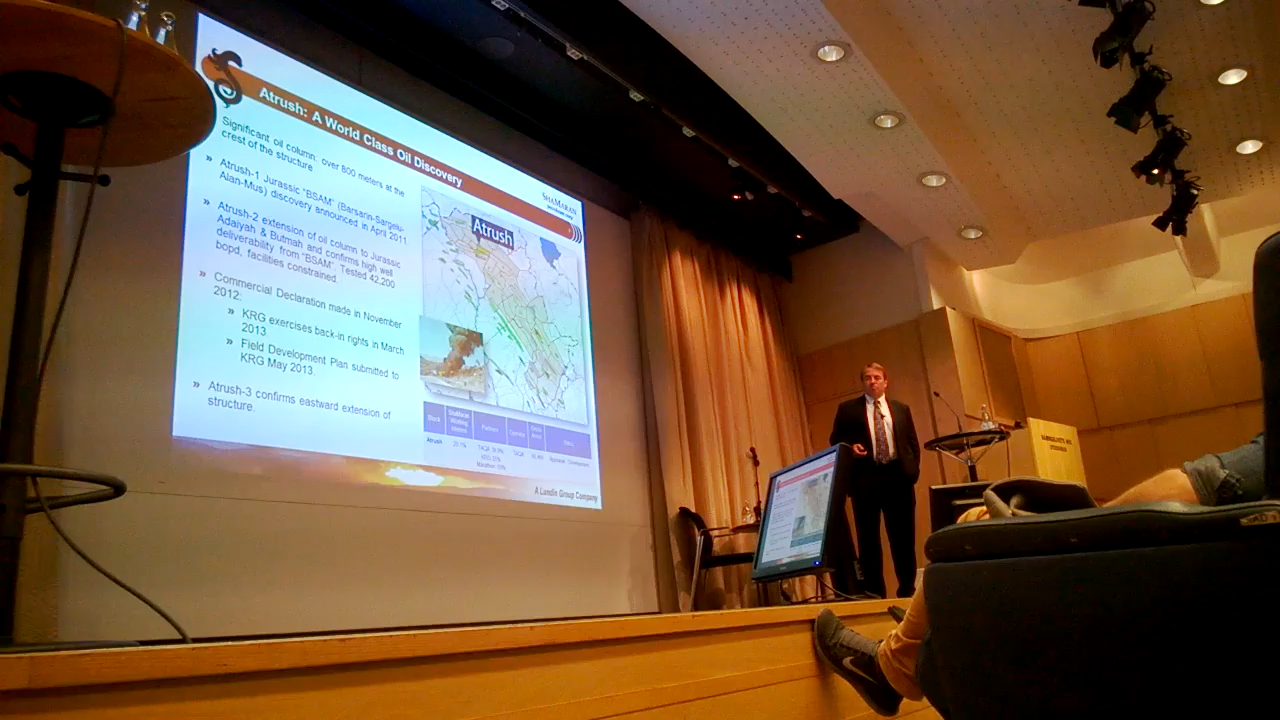 Atrush: A World Class Oil Discovery
SHAMARAN
Significant oil column: over 800 meters at the
crest of the structure
» Atrush-1 Jurassic "BSAM" (Barsarin-Sargelu-
Alan-Mus) discovery announced in April 2011
» Atrush-2 extension of oil column to Jurassic
Adaiyah & Butmah and confirms high well
deliverability from "BSAM". Tested 42,200
bopd, facilities constrained.
» Commercial Declaration made in November
2012:
» KRG exercises back-in rights in March
2013
» Field Development Plan submitted to
KRG May 2013.
» Atrush-3 confirms eastward extension of
structure.
Atrush
Block
Partners
Atrush
TAQA
A Lundin Group Company